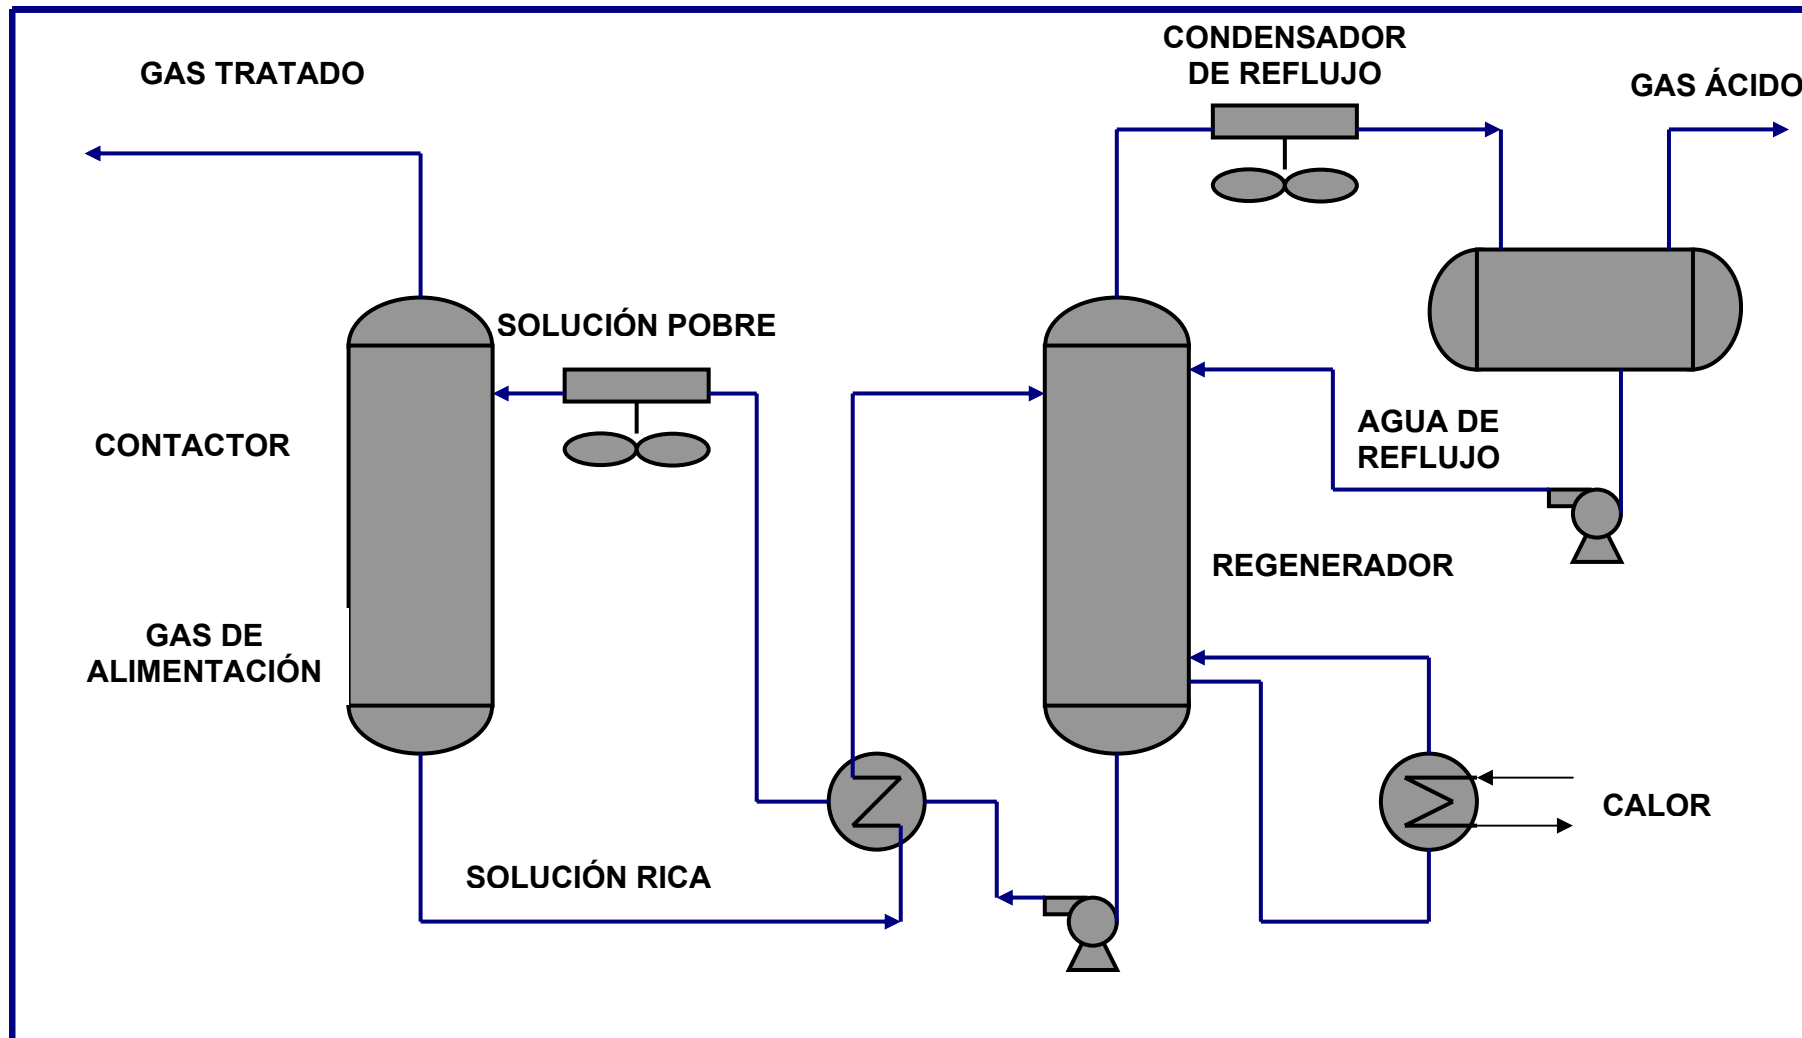 CONDENSADOR
DE REFLUJO
GAS TRATADO
GAS ÁCIDO
SOLUCIÓN POBRE
CONTACTOR
AGUA DE
REFLUJO
REGENERADOR
GAS DE
ALIMENTACIÓN
CALOR
SOLUCIÓN RICA